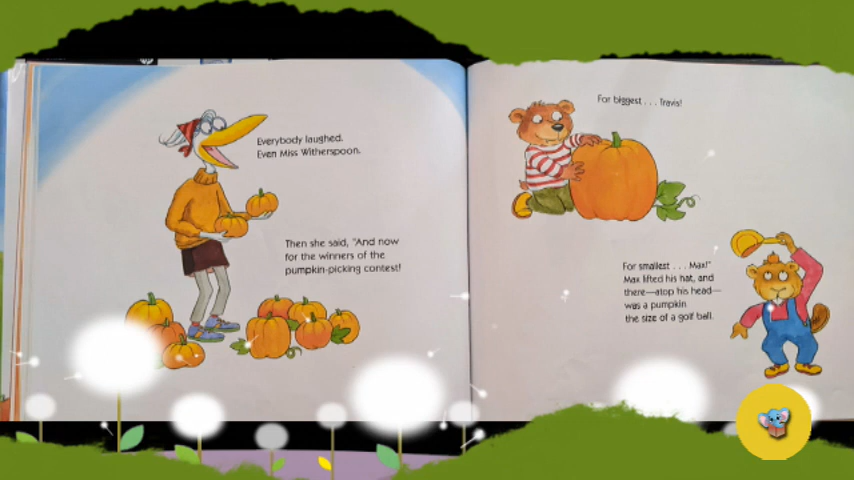 Everybody laughed.
Even Miss Witherspoon.
Then she said, "And now
for the winners of the
pumpkin-picking contest!
For biggest . . . Travis!
For smallest . . . Max!"
Max lifted his hat, and
there—atop his head—
was a pumpkin
the size of a golf ball.